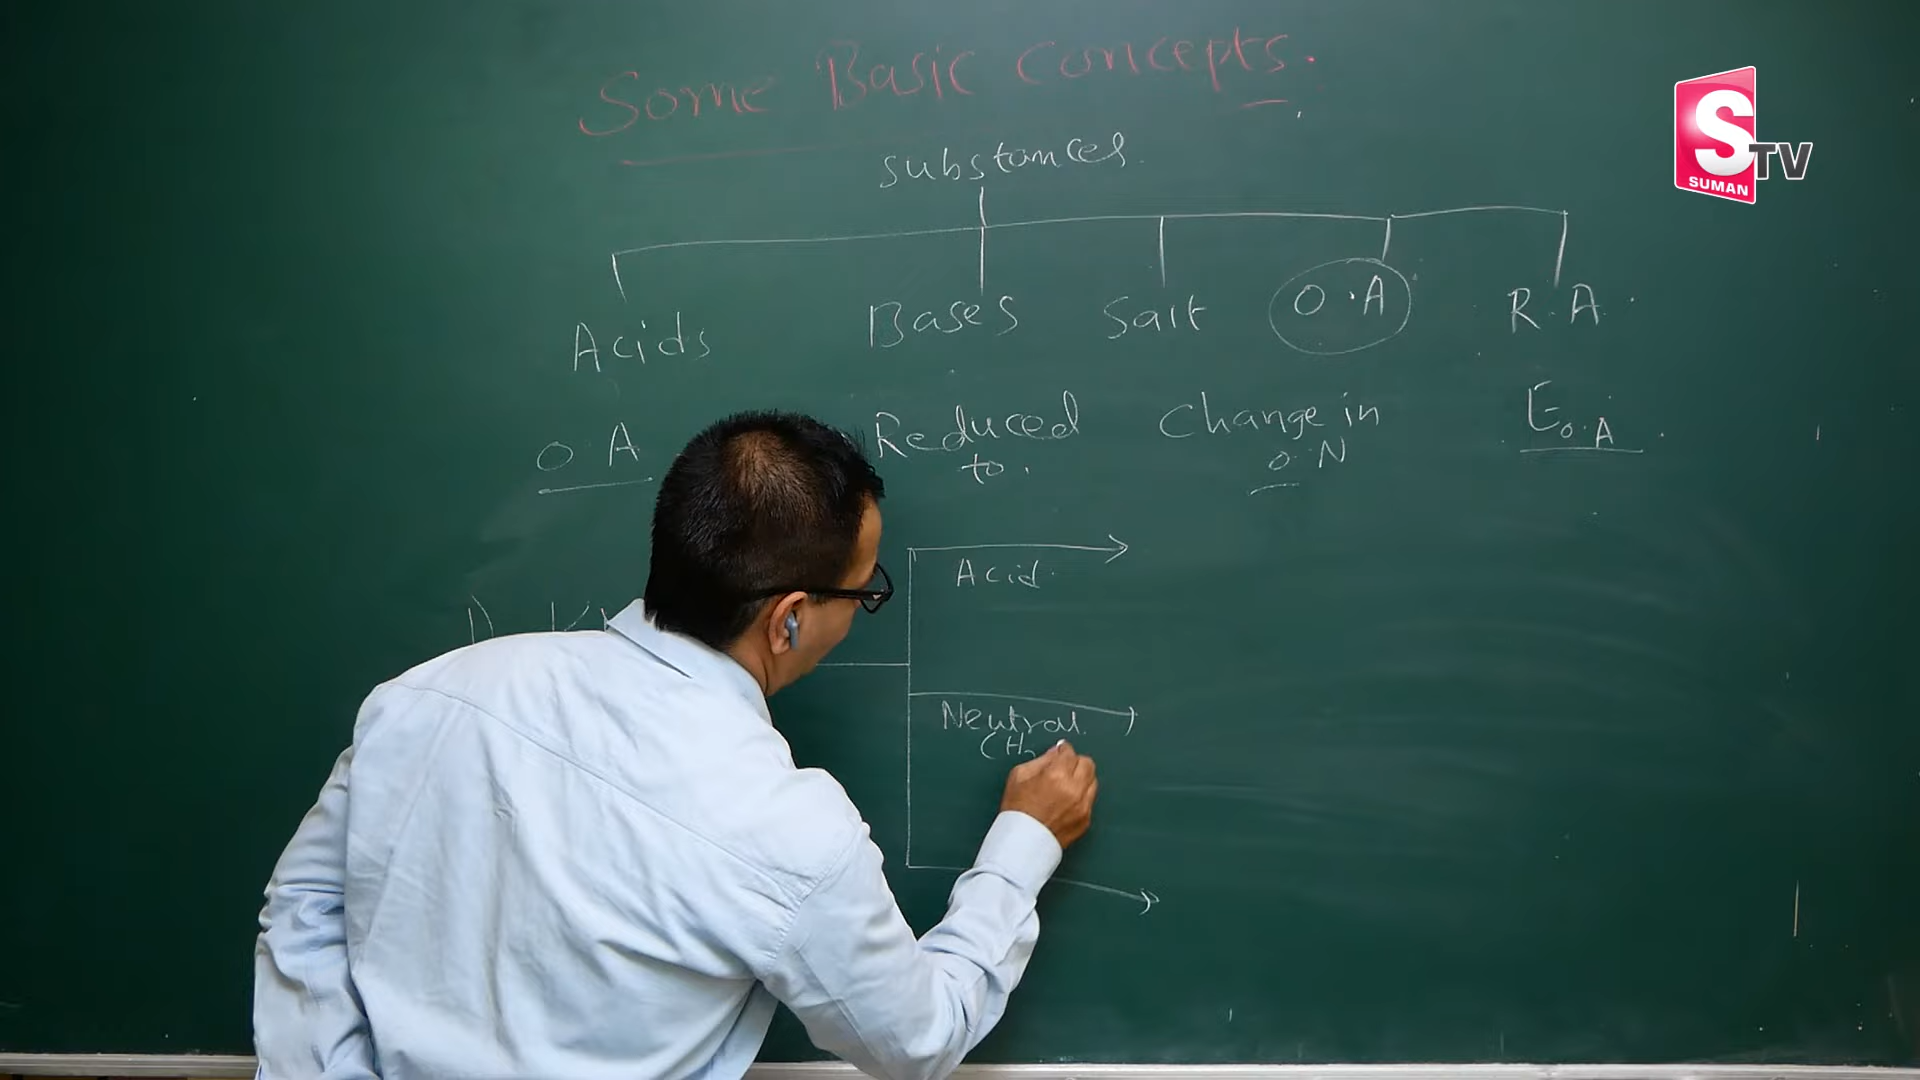 Some Basic Concepts.
substances.
Acids Bases Salt O.A R.A.
O A Reduced to. Change in O.N E O.A
Acid.
Neutral
(H2
S TV
SUMAN